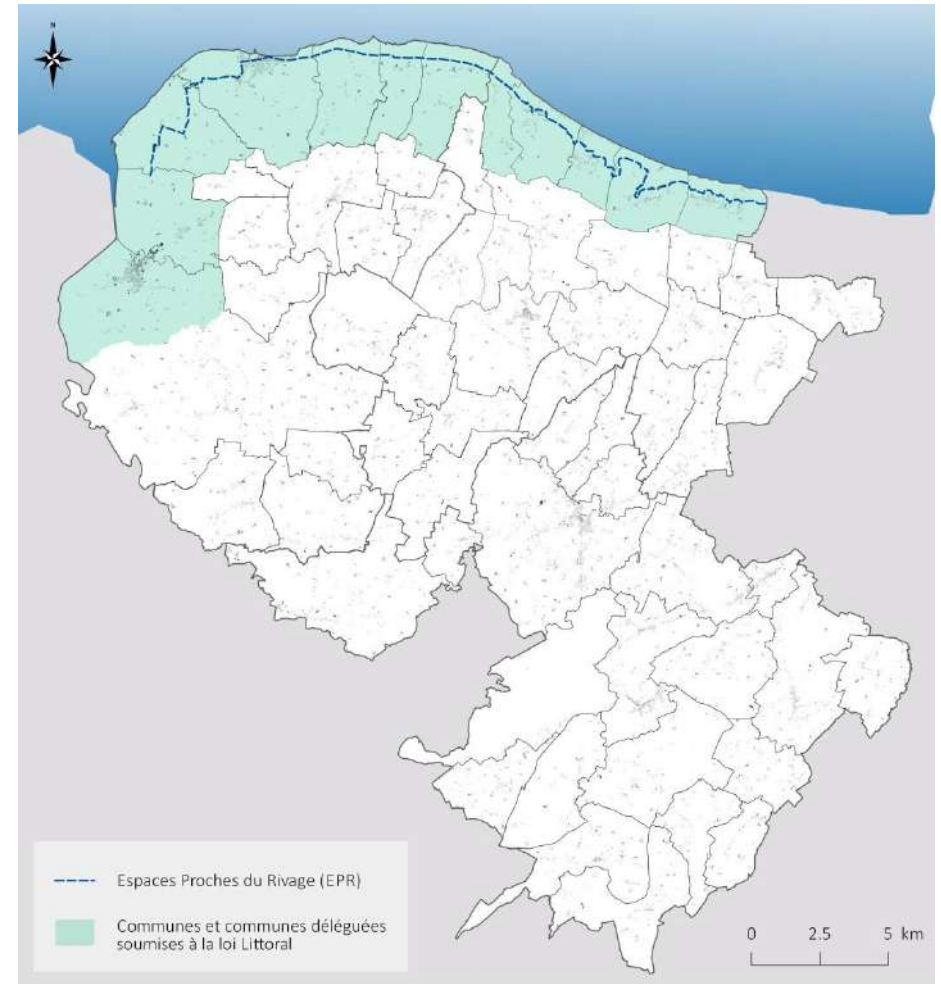 N
Espaces Proches du Rivage (EPR)
Communes et communes déléguées
soumises à la loi Littoral
0 2.5 5 km